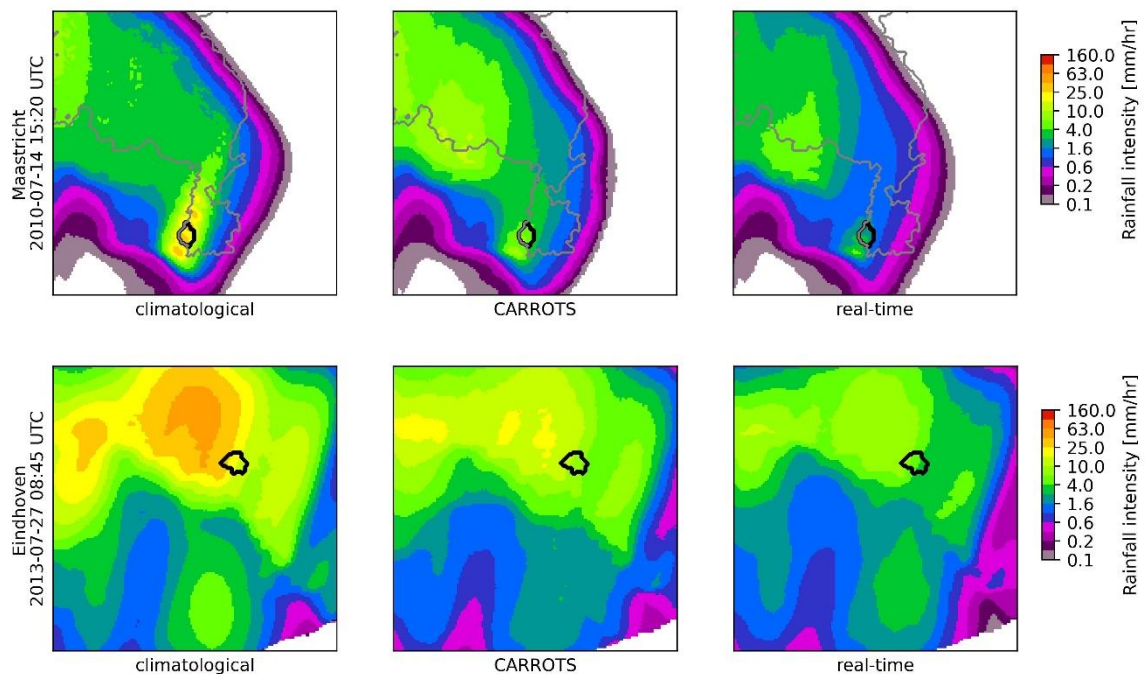 Maastricht
2010-07-14 15:20 UTC
climatological
CARROTS
real-time
160.0
63.0
25.0
10.0
4.0
1.6
0.6
0.2
0.1
Rainfall intensity [mm/hr]
Eindhoven
2013-07-27 08:45 UTC
climatological
CARROTS
real-time
160.0
63.0
25.0
10.0
4.0
1.6
0.6
0.2
0.1
Rainfall intensity [mm/hr]